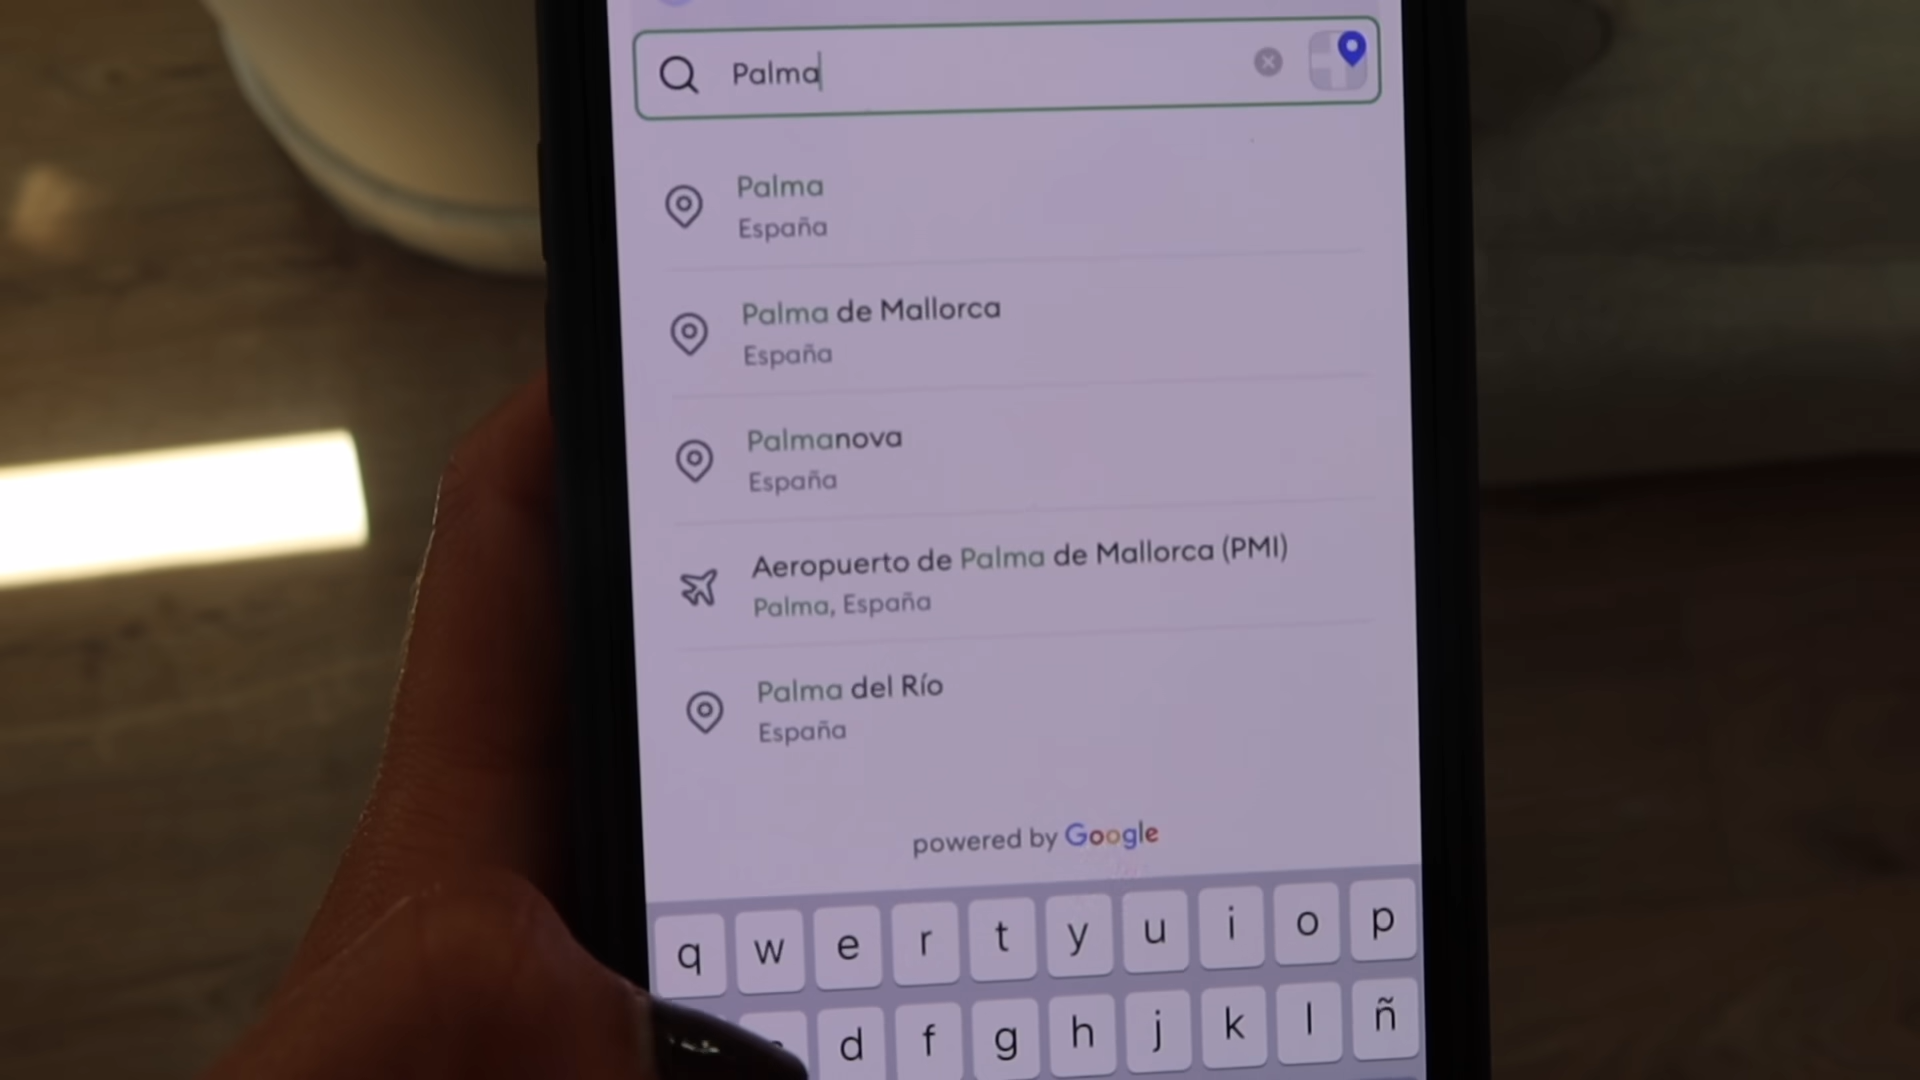 Palma
Palma
España
Palma de Mallorca
España
Palmanova
España
Aeropuerto de Palma de Mallorca (PMI)
Palma, España
Palma del Río
España
powered by Google
q w e r t y u i o p
d f g h j k l ñ